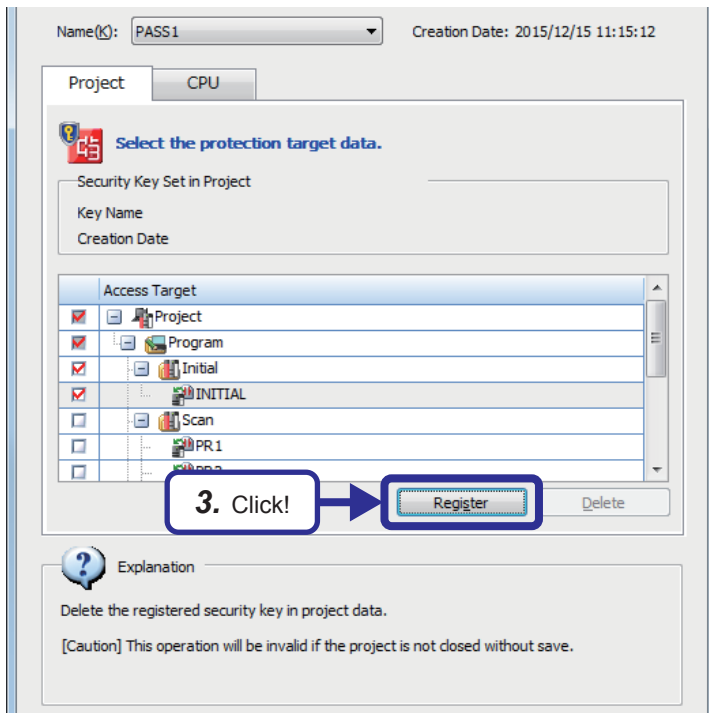 Name(K): PASS1 Creation Date: 2015/12/15 11:15:12
Project CPU
Select the protection target data.
Security Key Set in Project
Key Name
Creation Date
Access Target
Project
Program
Initial
INITIAL
Scan
PR1
3. Click!
Register Delete
Explanation
Delete the registered security key in project data.
[Caution] This operation will be invalid if the project is not closed without save.